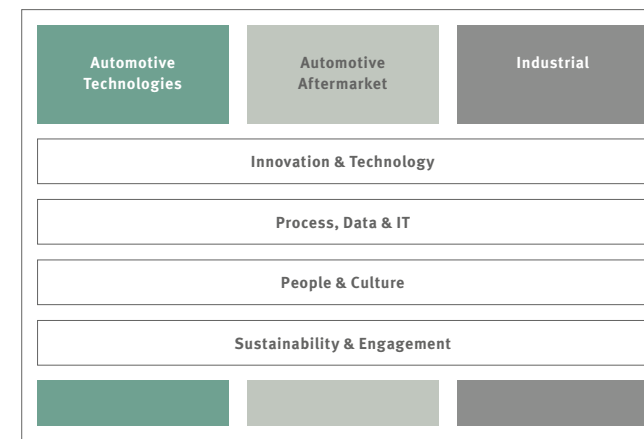 Automotive
Technologies
Automotive
Aftermarket
Industrial
Innovation & Technology
Process, Data & IT
People & Culture
Sustainability & Engagement